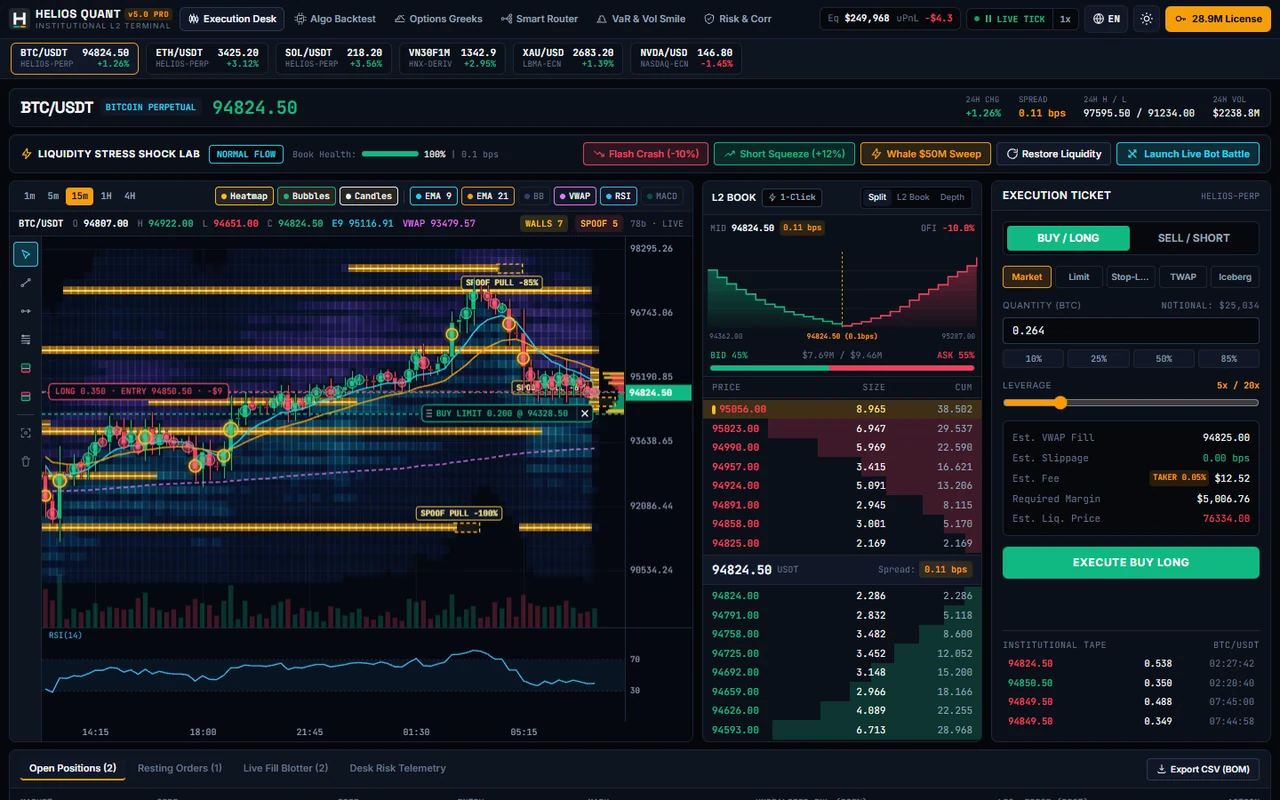 HELIOS QUANT v5.0 PRO
INSTITUTIONAL L2 TERMINAL
Execution Desk
Algo Backtest
Options Greeks
Smart Router
VaR & Vol Smile
Risk & Corr
Eq $249,968 uPnL -$4.3
LIVE TICK 1x
EN
28.9M License
BTC/USDT 94824.50
HELIOS-PERP +1.26%
ETH/USDT 3425.20
HELIOS-PERP +3.12%
SOL/USDT 218.20
HELIOS-PERP +3.56%
VN30F1M 1342.9
HNX-DERIV +2.95%
XAU/USD 2683.20
LBMA-ECN +1.39%
NVDA/USD 146.80
NASDAQ-ECN -1.45%
BTC/USDT BITCOIN PERPETUAL 94824.50
24H CHG
+1.26%
SPREAD
0.11 bps
24H H / L
97595.50 / 91234.00
24H VOL
$2238.8M
LIQUIDITY STRESS SHOCK LAB NORMAL FLOW Book Health: 100% | 0.1 bps
Flash Crash (-10%)
Short Squeeze (+12%)
Whale $50M Sweep
Restore Liquidity
Launch Live Bot Battle
1m 5m 15m 1H 4H
Heatmap Bubbles Candles EMA 9 EMA 21 BB VWAP RSI MACD
BTC/USDT O 94807.00 H 94922.00 L 94651.00 C 94824.50 E9 95116.91 VWAP 93479.57 WALLS 7 SPOOF 5 78b · LIVE
98295.26
SPOOF PULL -85%
96743.06
95198.85
LONG 0.350 · ENTRY 94850.50 · -$9
94824.50
BUY LIMIT 0.200 @ 94328.50 ✕
93638.65
SPOOF PULL -100%
92086.44
90534.24
RSI(14)
70
30
14:15 18:00 21:45 01:30 05:15
L2 BOOK 1-Click Split L2 Book Depth
MID 94824.50 0.11 bps OFI -10.0%
94362.00 94824.50 (0.1bps) 95287.00
BID 45% $7.69M / $9.46M ASK 55%
PRICE SIZE CUM
95056.00 8.965 38.502
95023.00 6.947 29.537
94990.00 5.969 22.590
94957.00 3.415 16.621
94924.00 5.091 13.206
94891.00 2.945 8.115
94858.00 3.001 5.170
94825.00 2.169 2.169
94824.50 USDT Spread: 0.11 bps
94824.00 2.286 2.286
94791.00 2.832 5.118
94758.00 3.482 8.600
94725.00 3.452 12.052
94692.00 3.148 15.200
94659.00 2.966 18.166
94626.00 4.089 22.255
94593.00 6.713 28.968
EXECUTION TICKET HELIOS-PERP
BUY / LONG SELL / SHORT
Market Limit Stop-L... TWAP Iceberg
QUANTITY (BTC) NOTIONAL: $25,034
0.264
10% 25% 50% 85%
LEVERAGE 5x / 20x
Est. VWAP Fill 94825.00
Est. Slippage 0.00 bps
Est. Fee TAKER 0.05% $12.52
Required Margin $5,006.76
Est. Liq. Price 76334.00
EXECUTE BUY LONG
INSTITUTIONAL TAPE BTC/USDT
94824.50 0.538 02:27:42
94850.50 0.350 02:20:40
94849.50 0.488 07:45:00
94849.50 0.349 07:44:58
Open Positions (2) Resting Orders (1) Live Fill Blotter (2) Desk Risk Telemetry
Export CSV (BOM)